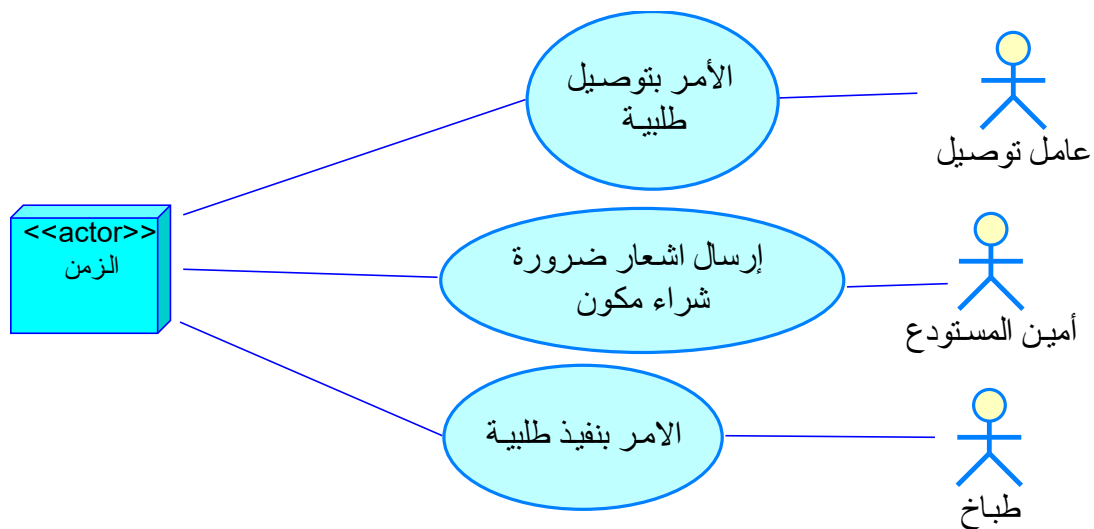 الأمر بتوصيل
طلبية
عامل توصيل
<<actor>>
الزمن
إرسال اشعار ضرورة
شراء مكون
أمين المستودع
الامر بنفيذ طلبية
طباخ